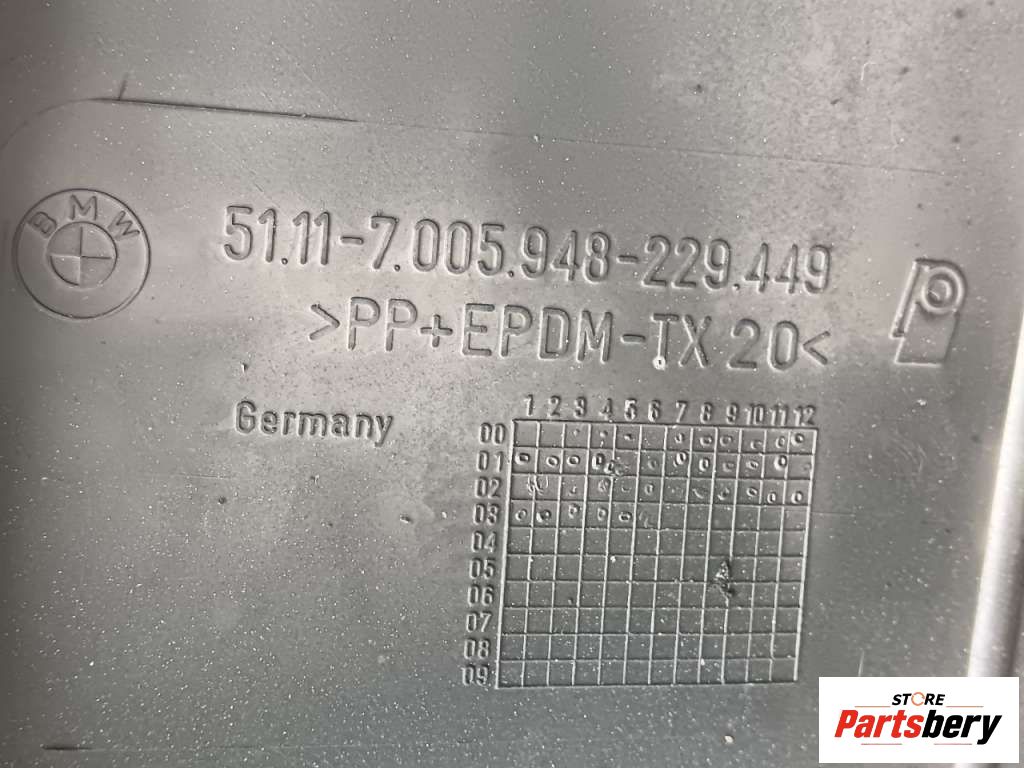 BMW
51.11-7.005.948-229.449
>PP+EPDM-TX 20<
Germany
1 2 3 4 5 6 7 8 9 10 11 12
00
01
02
03
04
05
06
07
08
09
STORE
Partsbery